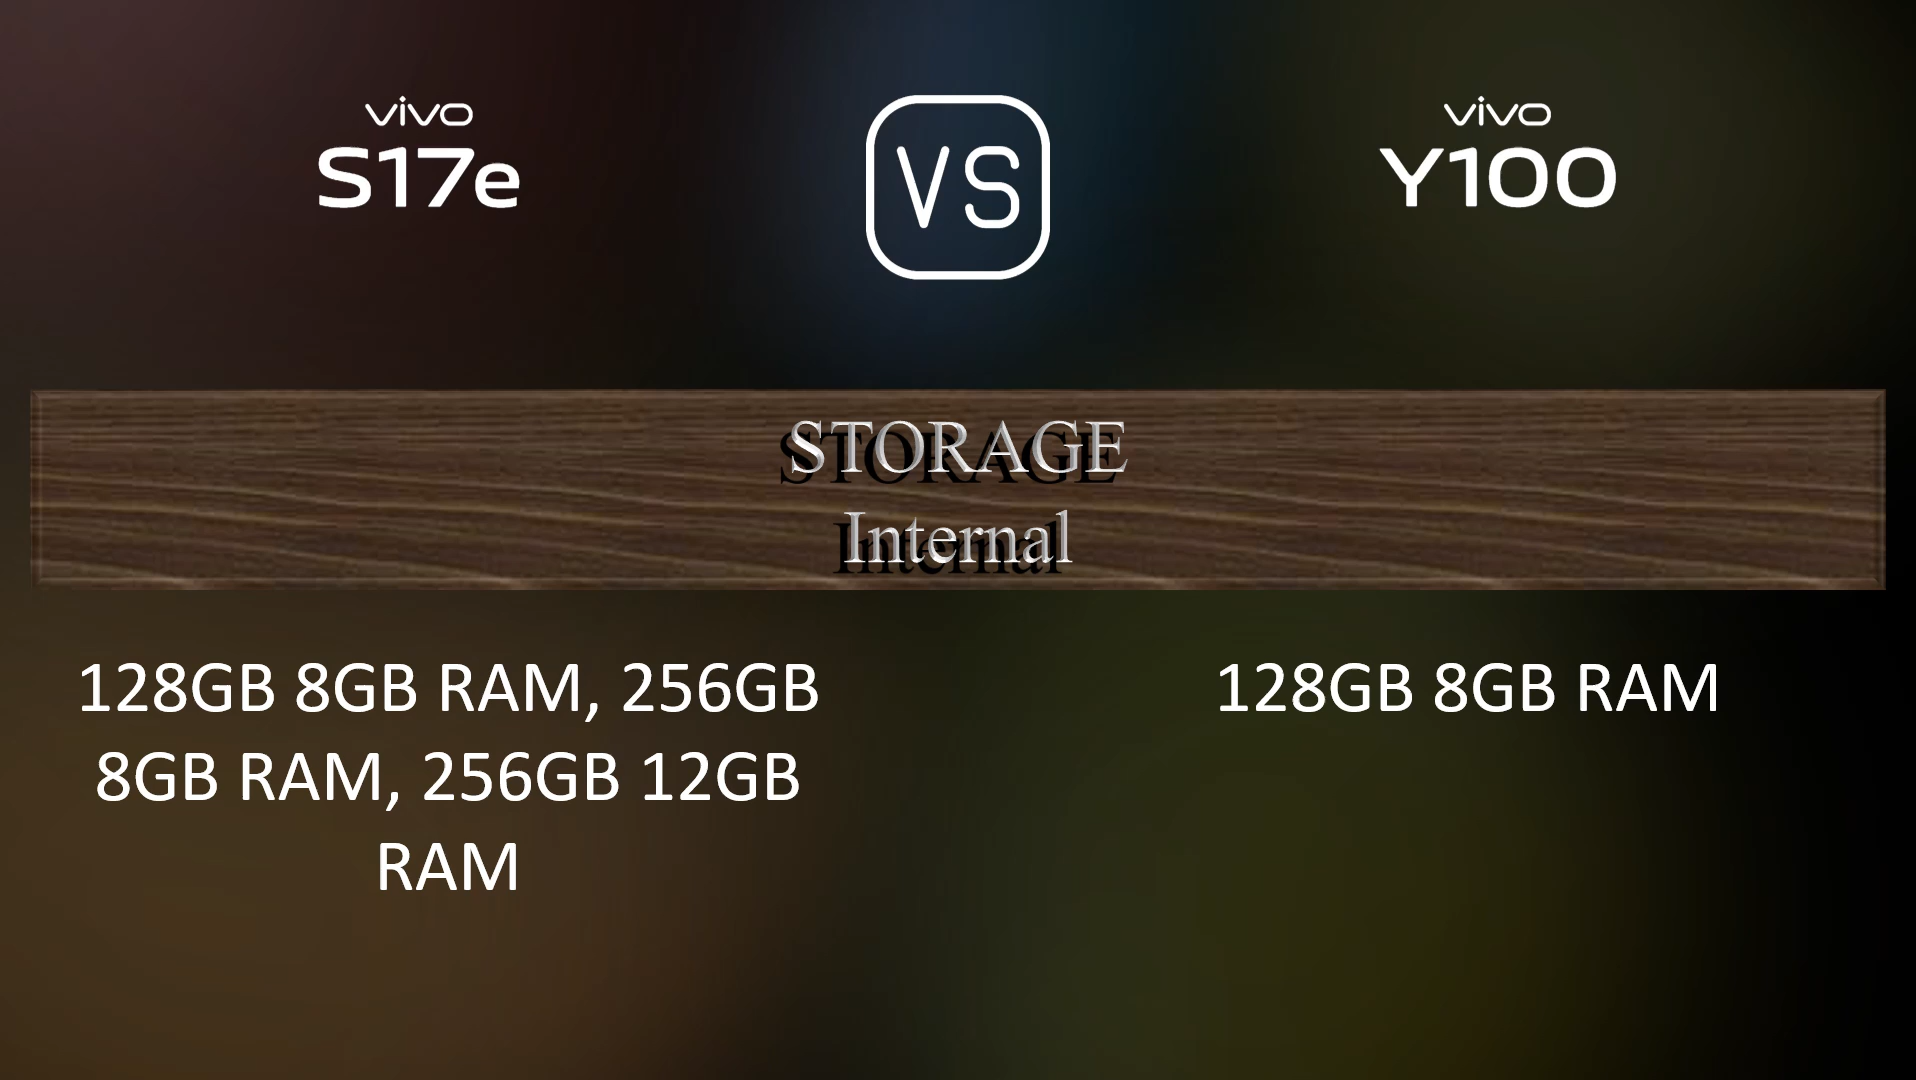 vivo
S17e
VS
vivo
Y100
STORAGE
Internal
128GB 8GB RAM, 256GB
8GB RAM, 256GB 12GB
RAM
128GB 8GB RAM